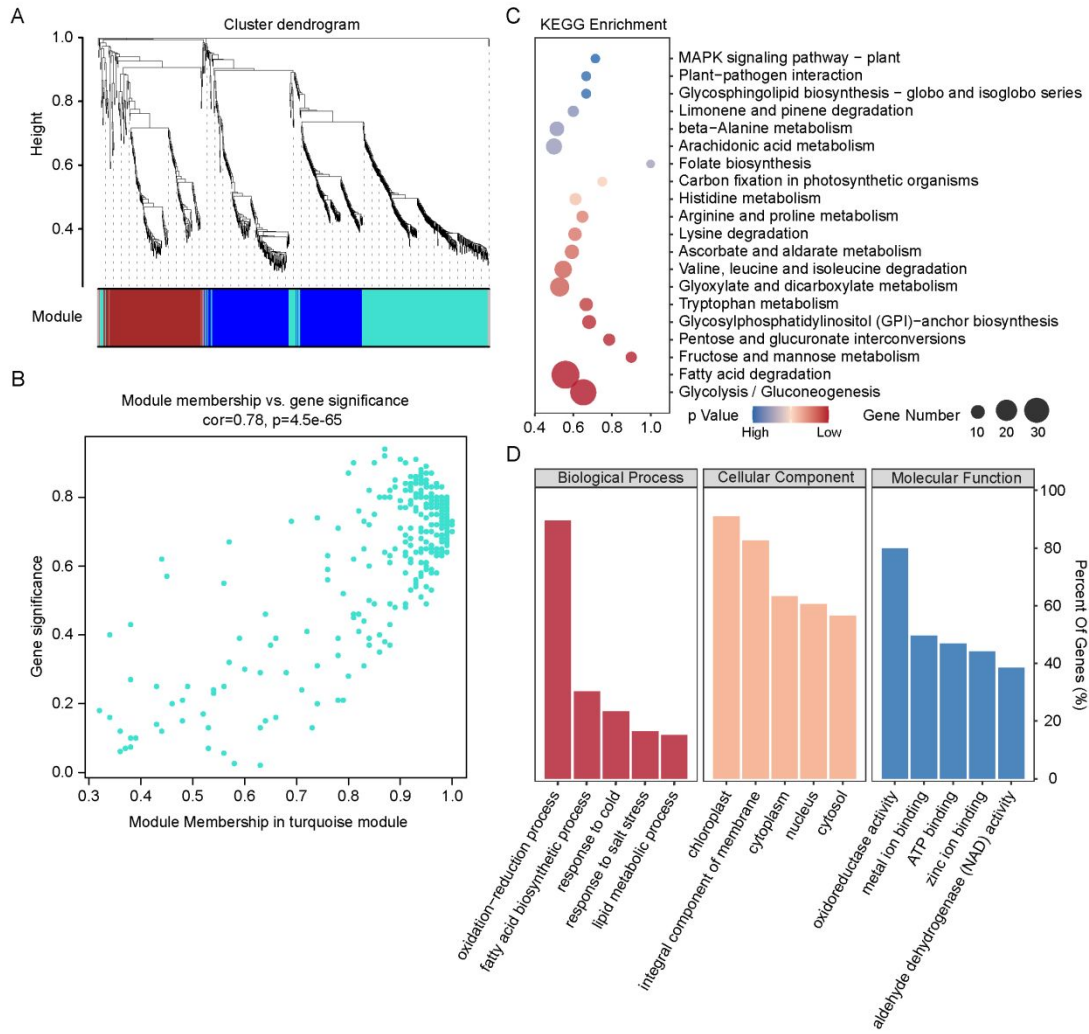 A
Cluster dendrogram
Height
1.0
0.8
1.0
0.6
0.4
1.2
Module
B
Module membership vs. gene significance
cor=0.78, p=4.5e-65
Gene significance
0.8
0.6
0.4
0.2
0.0
0.3 0.4 0.5 0.6 0.7 0.8 0.9 1.0
Module Membership in turquoise module
C
KEGG Enrichment
MAPK signaling pathway − plant
Plant−pathogen interaction
Glycosphingolipid biosynthesis − globo and isoglobo series
Limonene and pinene degradation
beta−Alanine metabolism
Arachidonic acid metabolism
Folate biosynthesis
Carbon fixation in photosynthetic organisms
Histidine metabolism
Arginine and proline metabolism
Lysine degradation
Ascorbate and aldarate metabolism
Valine, leucine and isoleucine degradation
Glyoxylate and dicarboxylate metabolism
Tryptophan metabolism
Glycosylphosphatidylinositol (GPI)−anchor biosynthesis
Pentose and glucuronate interconversions
Fructose and mannose metabolism
Fatty acid degradation
Glycolysis / Gluconeogenesis
0.4 0.6 0.8 1.0
p Value
High Low
Gene Number
10 20 30
D
Biological Process
Cellular Component
Molecular Function
100
80
60
40
20
0
Percent Of Genes (%)
oxidation−reduction process
fatty acid biosynthetic process
response to cold
response to salt stress
lipid metabolic process
chloroplast
integral component of membrane
cytoplasm
nucleus
cytosol
oxidoreductase activity
metal ion binding
ATP binding
zinc ion binding
aldehyde dehydrogenase (NAD) activity